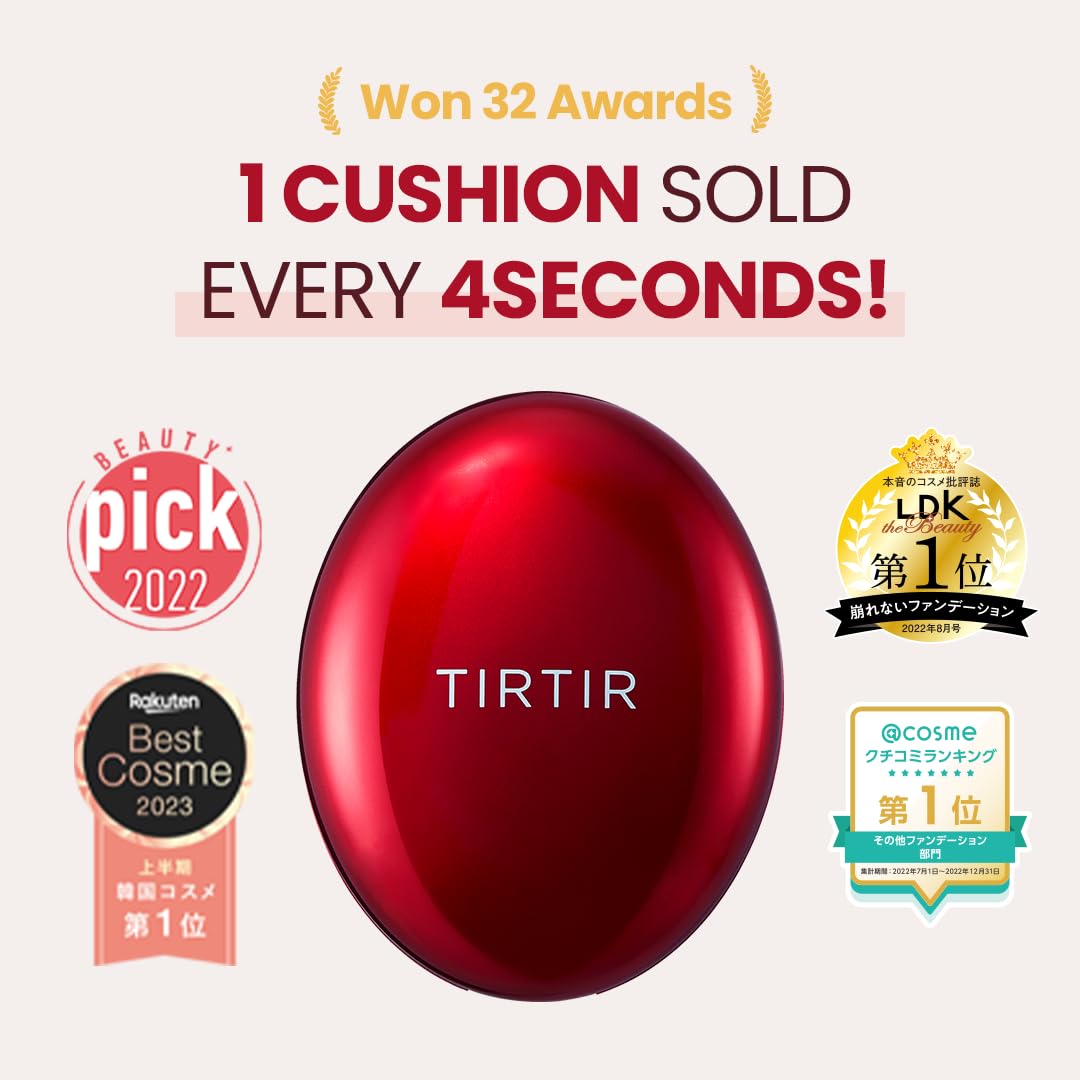 Won 32 Awards
1 CUSHION SOLD
EVERY 4SECONDS!
BEAUTY
pick
2022
本音のコスメ批評誌
LDK
the Beauty
第1位
崩れないファンデーション
2022年8月号
TIRTIR
Rakuten
Best
Cosme
2023
上半期
韓国コスメ
第1位
@cosme
クチコミランキング
第1位
その他ファンデーション
部門
集計期間:2022年7月1日~2022年12月31日